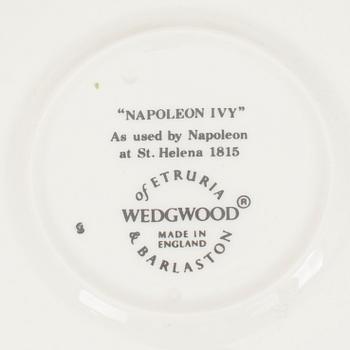 "NAPOLEON IVY"
As used by Napoleon
at St. Helena 1815
of ETRURIA
WEDGWOOD®
MADE IN
ENGLAND
& BARLASTON